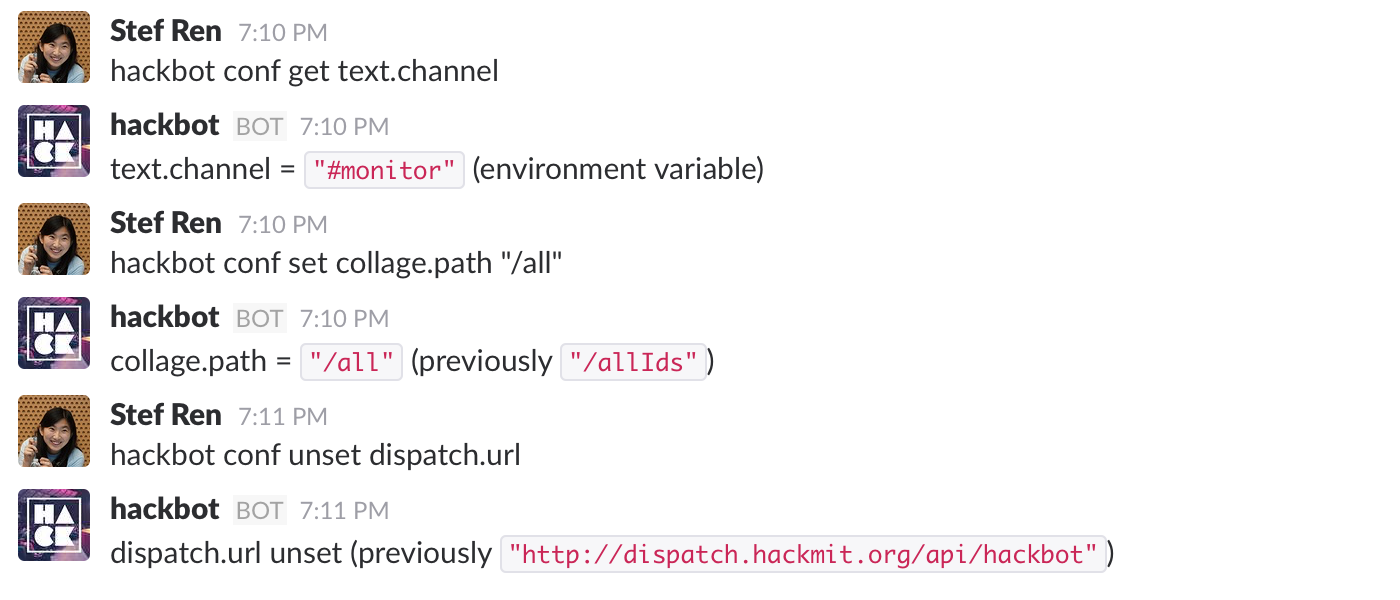 Stef Ren 7:10 PM
hackbot conf get text.channel
HACK
hackbot BOT 7:10 PM
text.channel = "#monitor" (environment variable)
Stef Ren 7:10 PM
hackbot conf set collage.path "/all"
HACK
hackbot BOT 7:10 PM
collage.path = "/all" (previously "/allIds")
Stef Ren 7:11 PM
hackbot conf unset dispatch.url
HACK
hackbot BOT 7:11 PM
dispatch.url unset (previously "http://dispatch.hackmit.org/api/hackbot")